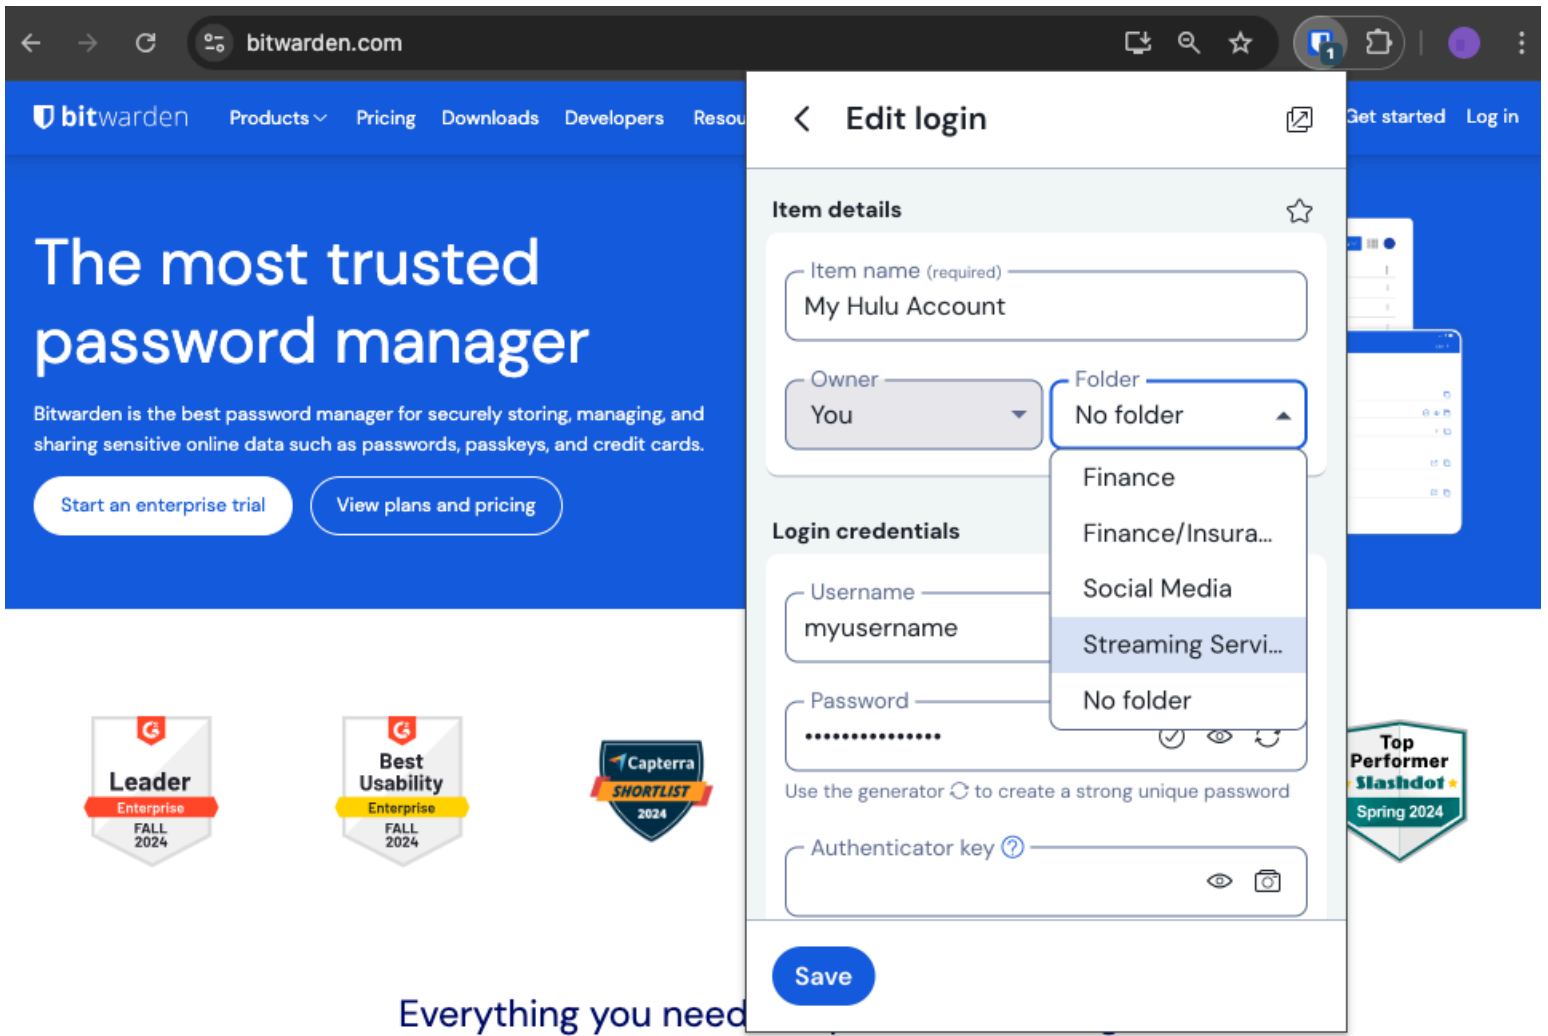 bitwarden.com
1
bitwarden
Products
Pricing
Downloads
Developers
Get started
Log in
The most trusted
password manager
Bitwarden is the best password manager for securely storing, managing, and
sharing sensitive online data such as passwords, passkeys, and credit cards.
Start an enterprise trial
View plans and pricing
Edit login
Item details
Item name (required)
My Hulu Account
Owner
You
Folder
No folder
Finance
Finance/Insura...
Social Media
Streaming Servi...
No folder
Login credentials
Username
myusername
Password
•••••••••••••••
Use the generator to create a strong unique password
Authenticator key
Save
Leader
Enterprise
FALL
2024
Best
Usability
Enterprise
FALL
2024
Capterra
SHORTLIST
2024
Top
Performer
Slashdot
Spring 2024
Everything you need